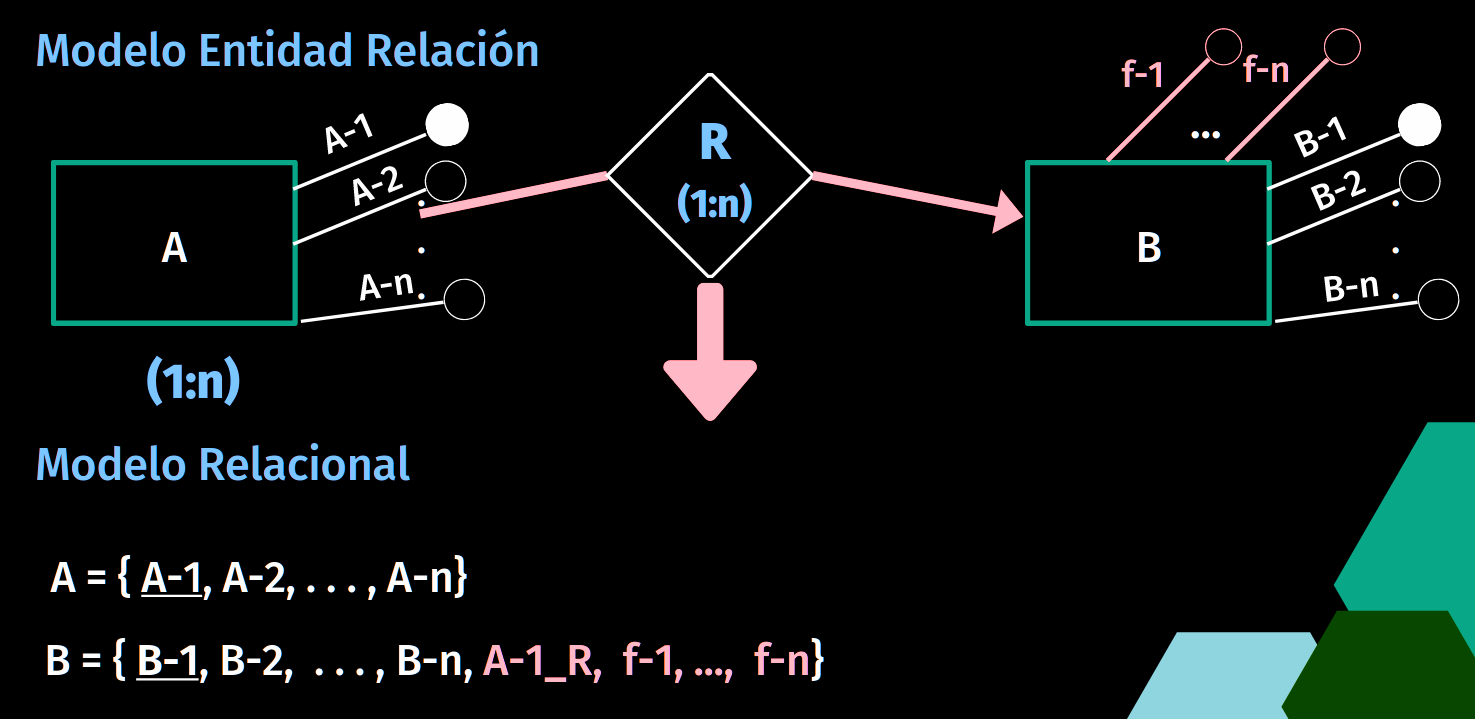 Modelo Entidad Relación
f-1
f-n
...
A-1
A-2
.
.
A-n.
A
R
(1:n)
B-1
B-2
.
.
B-n.
B
(1:n)
Modelo Relacional
A = { A-1, A-2, . . . , A-n}
B = { B-1, B-2, . . . , B-n, A-1_R, f-1, ..., f-n}